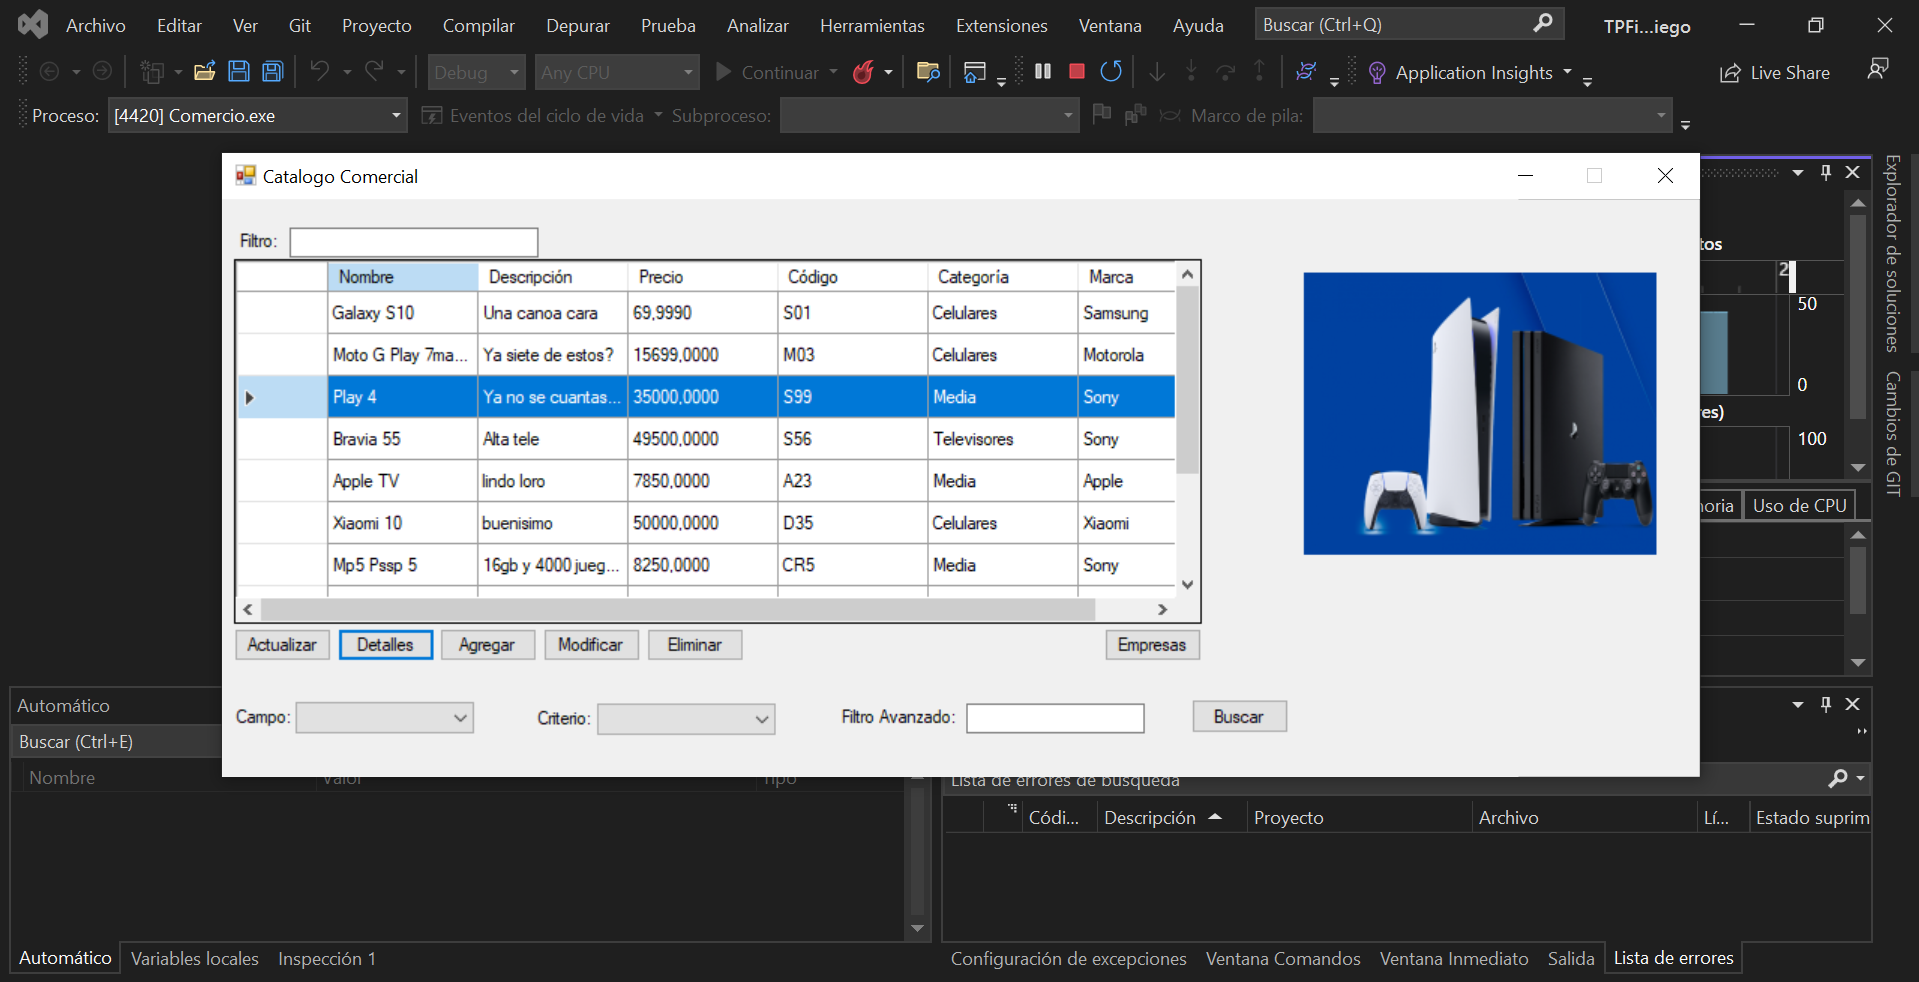 Archivo Editar Ver Git Proyecto Compilar Depurar Prueba Analizar Herramientas Extensiones Ventana Ayuda Buscar (Ctrl+Q) TPFi...iego
Debug Any CPU Continuar Application Insights Live Share
Proceso: [4420] Comercio.exe Eventos del ciclo de vida Subproceso: Marco de pila:
Catalogo Comercial
Filtro:
Nombre Descripción Precio Código Categoría Marca
Galaxy S10 Una canoa cara 69,9990 S01 Celulares Samsung
Moto G Play 7ma... Ya siete de estos? 15699,0000 M03 Celulares Motorola
Play 4 Ya no se cuantas... 35000,0000 S99 Media Sony
Bravia 55 Alta tele 49500,0000 S56 Televisores Sony
Apple TV lindo loro 7850,0000 A23 Media Apple
Xiaomi 10 buenisimo 50000,0000 D35 Celulares Xiaomi
Mp5 Pssp 5 16gb y 4000 jueg... 8250,0000 CR5 Media Sony
Actualizar Detalles Agregar Modificar Eliminar Empresas
Campo: Criterio: Filtro Avanzado: Buscar
tos
2
50
0
es)
100
oria Uso de CPU
Explorador de soluciones
Cambios de GIT
Automático
Buscar (Ctrl+E)
Nombre Valor Tipo
Automático Variables locales Inspección 1
Lista de errores de búsqueda
Códi... Descripción Proyecto Archivo Lí... Estado suprim
Configuración de excepciones Ventana Comandos Ventana Inmediato Salida Lista de errores